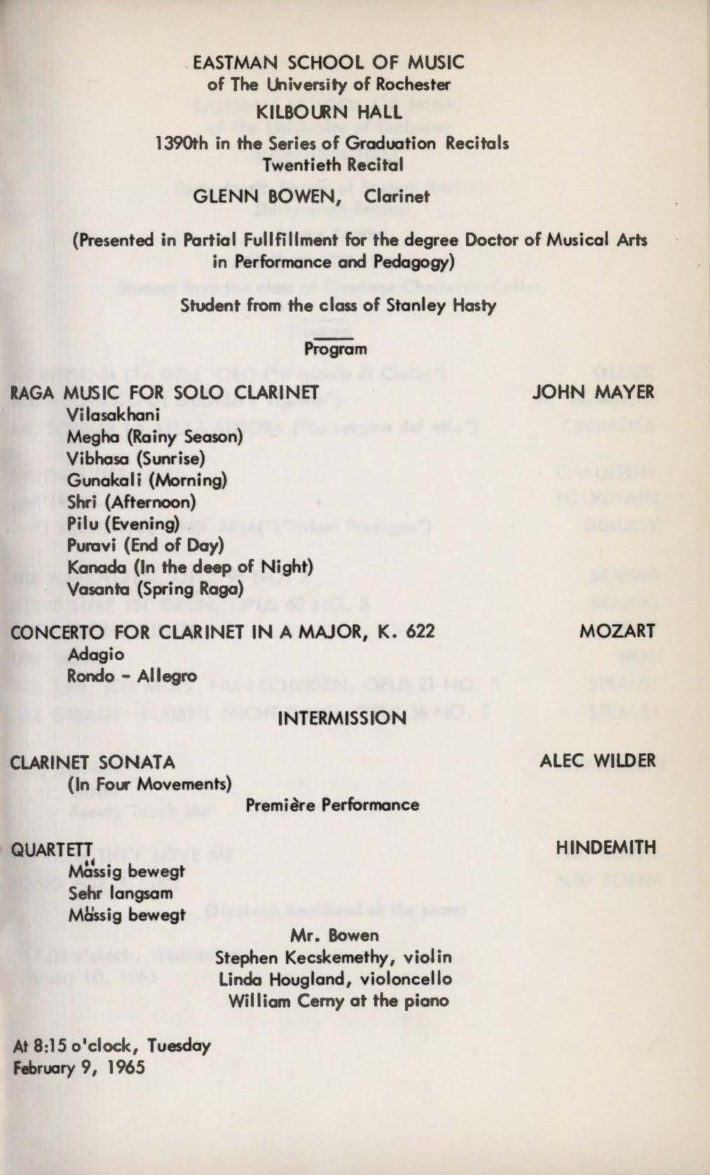 EASTMAN SCHOOL OF MUSIC
of The University of Rochester
KILBOURN HALL
1390th in the Series of Graduation Recitals
Twentieth Recital
GLENN BOWEN, Clarinet
(Presented in Partial Fullfillment for the degree Doctor of Musical Arts
in Performance and Pedagogy)
Student from the class of Stanley Hasty
Program
RAGA MUSIC FOR SOLO CLARINET JOHN MAYER
Vilasakhani
Megha (Rainy Season)
Vibhasa (Sunrise)
Gunakali (Morning)
Shri (Afternoon)
Pilu (Evening)
Puravi (End of Day)
Kanada (In the deep of Night)
Vasanta (Spring Raga)
CONCERTO FOR CLARINET IN A MAJOR, K. 622 MOZART
Adagio
Rondo - Allegro
INTERMISSION
CLARINET SONATA ALEC WILDER
(In Four Movements)
Première Performance
QUARTETT HINDEMITH
Mässig bewegt
Sehr langsam
Mässig bewegt
Mr. Bowen
Stephen Kecskemethy, violin
Linda Hougland, violoncello
William Cerny at the piano
At 8:15 o'clock, Tuesday
February 9, 1965